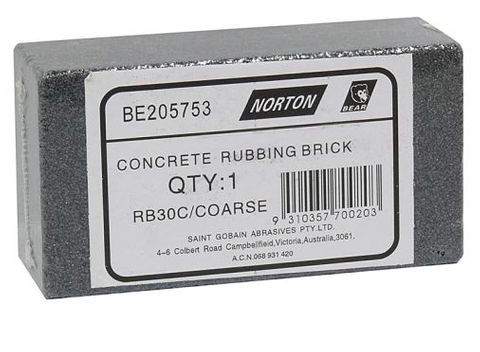 BE205753
NORTON
BEAR
CONCRETE RUBBING BRICK
QTY:1
RB30C/COARSE
9 310357 700203
SAINT GOBAIN ABRASIVES PTY.LTD.
4-6 Colbert Road Campbellfield,Victoria,Australia,3061.
A.C.N.068 931 420